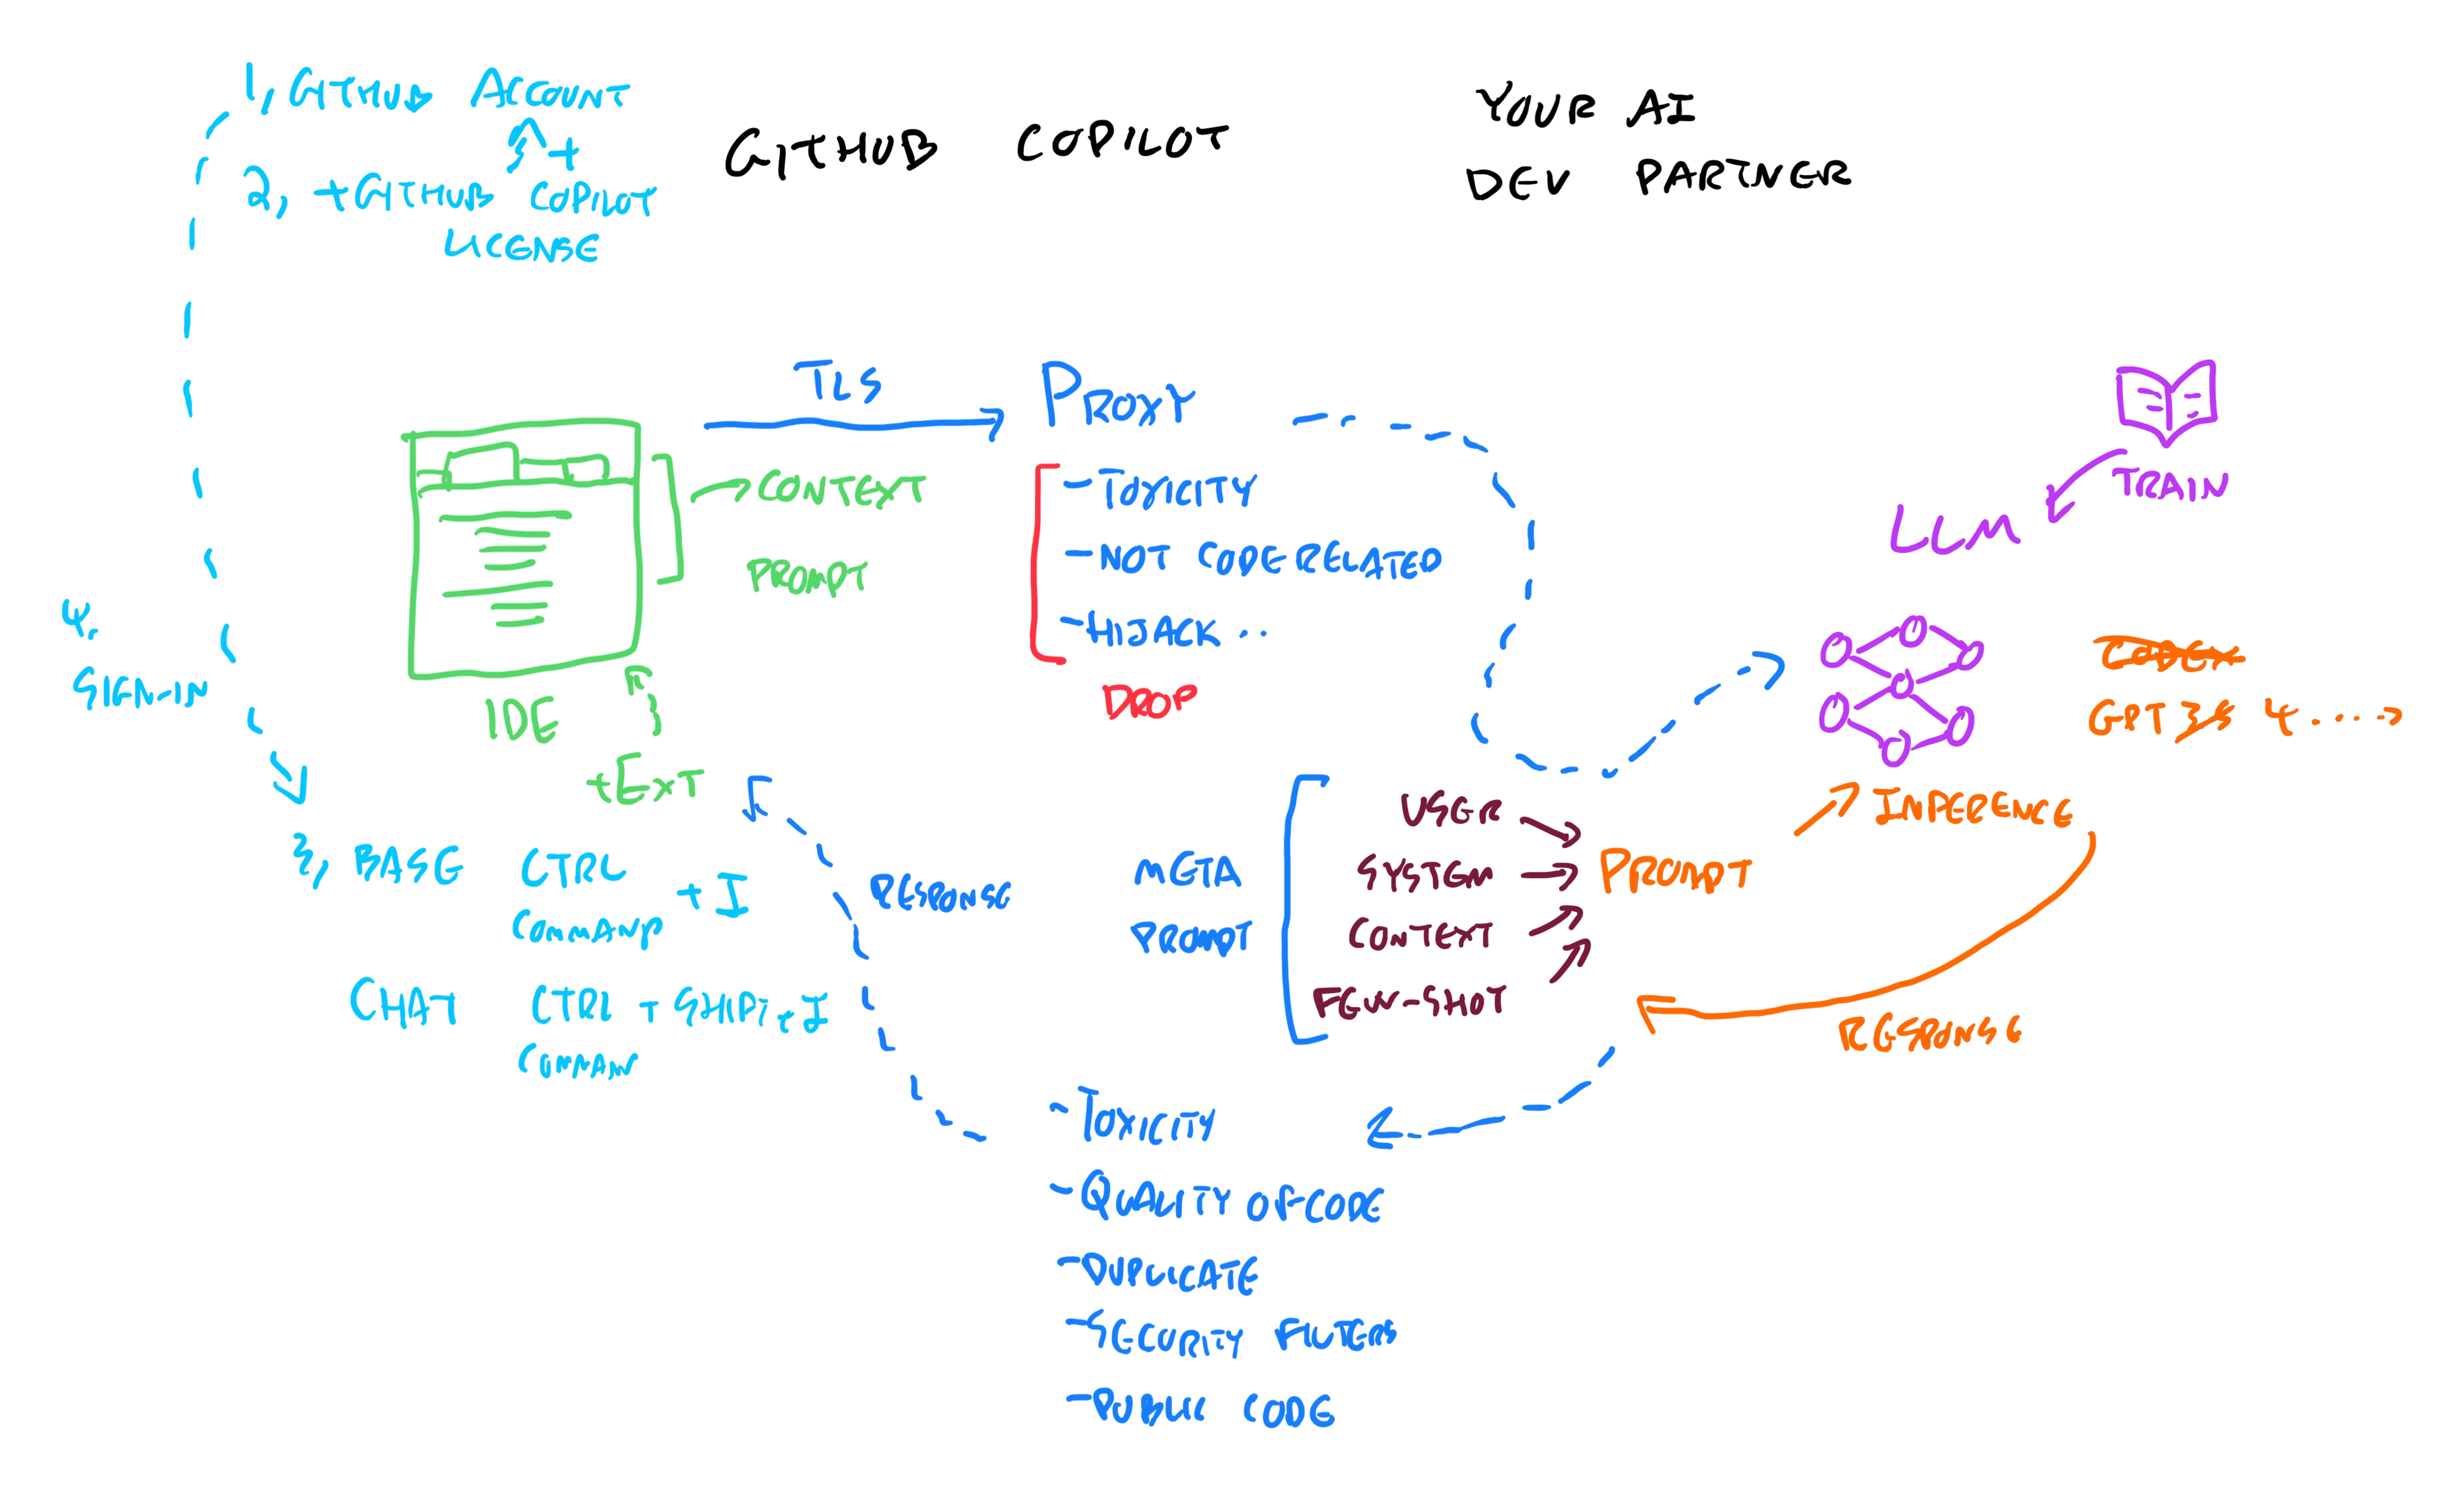 1, GITHUB ACCOUNT
+
2, +GITHUB COPILOT
LICENSE
GITHUB COPILOT
YOUR AI
DEV PARTNER
TLS
PROXY
CONTEXT
PROMPT
- TOXICITY
- NOT CODE RELATED
- HIJACK ..
DROP
TRAIN
LLM
4.
SIGN-IN
IDE
+EXT
CODEX
GPT 3.5 4 ....
INFERENCE
3, BASE CTRL + I
COMMAND
CHAT CTRL + SHIFT + I
COMMAN
RESPONSE
META
PROMPT
USER
SYSTEM
CONTEXT
FEW-SHOT
PROMPT
RESPONSE
- TOXICITY
- QUALITY OF CODE
- DUPLICATE
- SECURITY FILTERS
- PUBLIC CODE